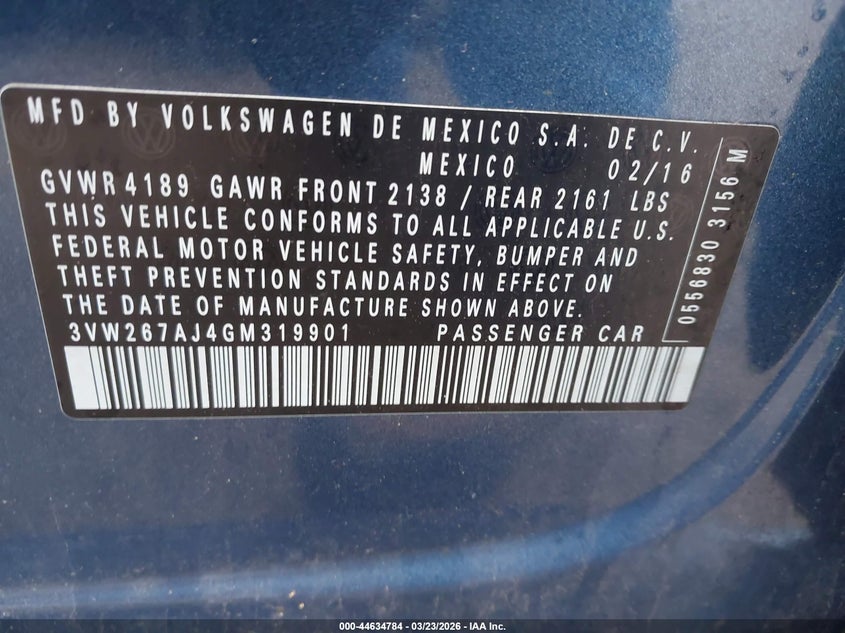 MFD BY VOLKSWAGEN DE MEXICO S.A. DE C.V.
MEXICO 02/16
GVWR 4189 GAWR FRONT 2138 / REAR 2161 LBS
THIS VEHICLE CONFORMS TO ALL APPLICABLE U.S.
FEDERAL MOTOR VEHICLE SAFETY, BUMPER AND
THEFT PREVENTION STANDARDS IN EFFECT ON
THE DATE OF MANUFACTURE SHOWN ABOVE.
3VW267AJ4GM319901 PASSENGER CAR
0556830 3156 M
000-44634784 | 03/23/2026 - IAA Inc.